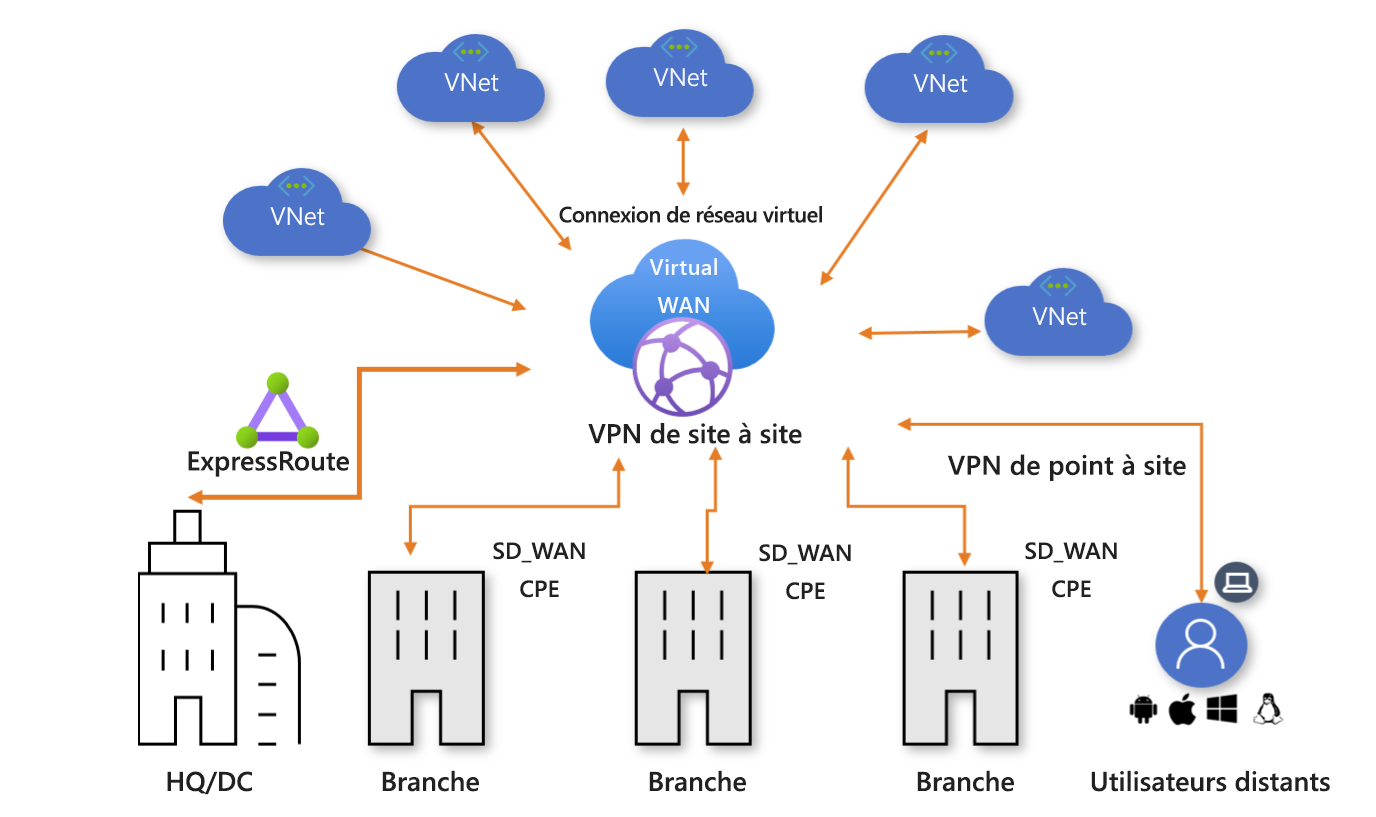 VNet
VNet
VNet
VNet
Connexion de réseau virtuel
Virtual
WAN
VNet
VPN de site à site
ExpressRoute
VPN de point à site
SD_WAN
CPE
SD_WAN
CPE
SD_WAN
CPE
HQ/DC
Branche
Branche
Branche
Utilisateurs distants